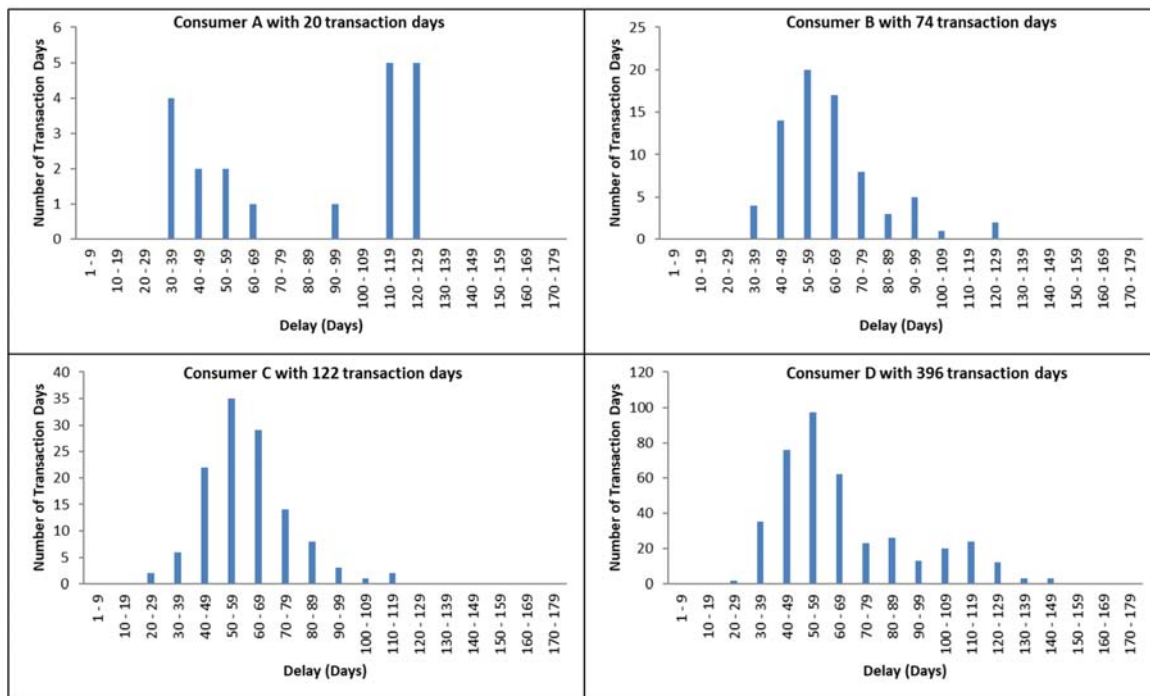 Consumer A with 20 transaction days
Number of Transaction Days
6
5
4
3
2
1
0
1 - 9
10 - 19
20 - 29
30 - 39
40 - 49
50 - 59
60 - 69
70 - 79
80 - 89
90 - 99
100 - 109
110 - 119
120 - 129
130 - 139
140 - 149
150 - 159
160 - 169
170 - 179
Delay (Days)
Consumer B with 74 transaction days
Number of Transaction Days
25
20
15
10
5
0
1 - 9
10 - 19
20 - 29
30 - 39
40 - 49
50 - 59
60 - 69
70 - 79
80 - 89
90 - 99
100 - 109
110 - 119
120 - 129
130 - 139
140 - 149
150 - 159
160 - 169
170 - 179
Delay (Days)
Consumer C with 122 transaction days
Number of Transaction Days
40
35
30
25
20
15
10
5
0
1 - 9
10 - 19
20 - 29
30 - 39
40 - 49
50 - 59
60 - 69
70 - 79
80 - 89
90 - 99
100 - 109
110 - 119
120 - 129
130 - 139
140 - 149
150 - 159
160 - 169
170 - 179
Delay (Days)
Consumer D with 396 transaction days
Number of Transaction Days
120
100
80
60
40
20
0
1 - 9
10 - 19
20 - 29
30 - 39
40 - 49
50 - 59
60 - 69
70 - 79
80 - 89
90 - 99
100 - 109
110 - 119
120 - 129
130 - 139
140 - 149
150 - 159
160 - 169
170 - 179
Delay (Days)